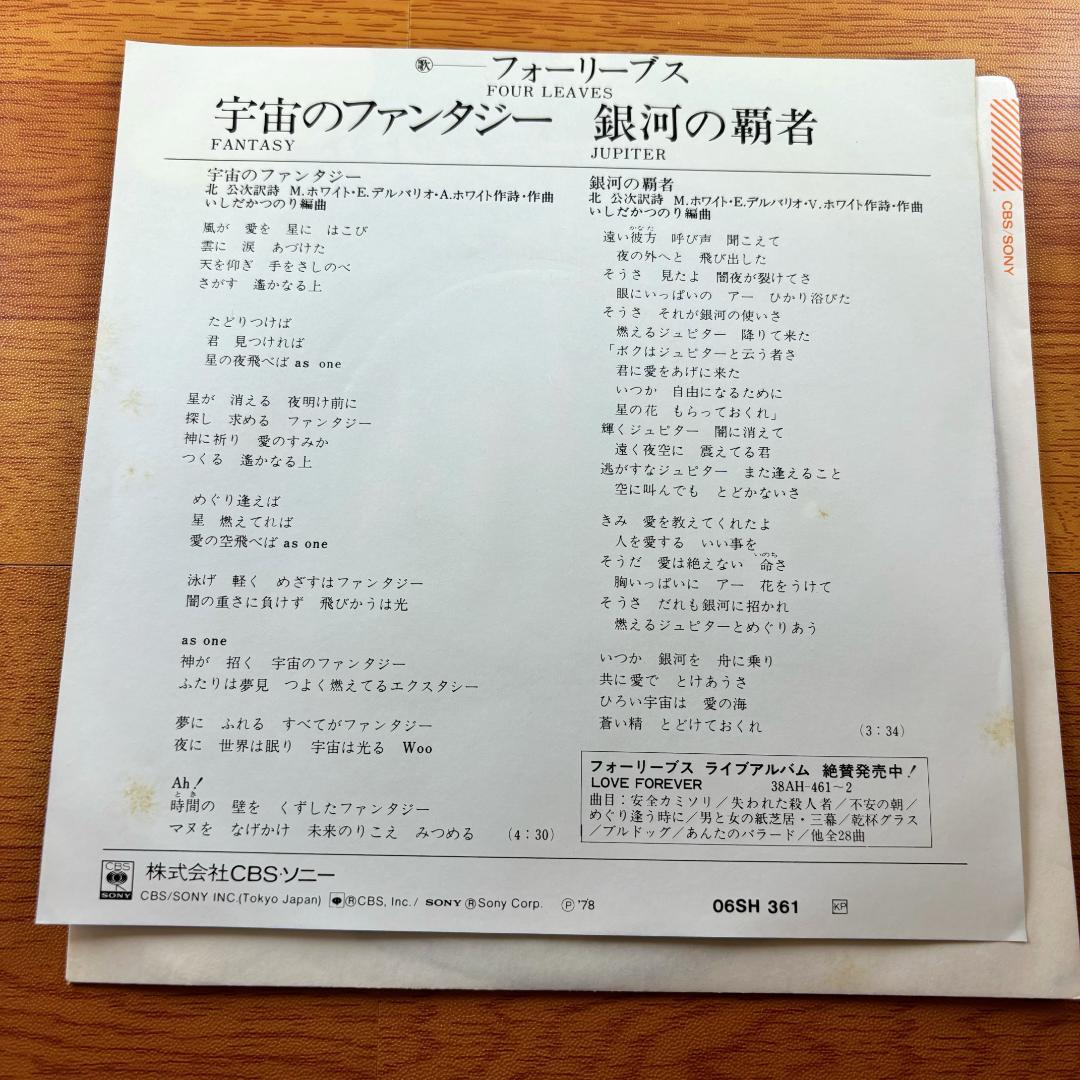 ㊙歌──フォーリーブス
FOUR LEAVES
宇宙のファンタジー
FANTASY
銀河の覇者
JUPITER
宇宙のファンタジー
北 公次訳詩 M.ホワイト・E.デルバリオ・A.ホワイト作詩・作曲
いしだかつのり編曲
風が 愛を 星に はこび
雲に 涙 あづけた
天を仰ぎ 手をさしのべ
さがす 遙かなる上
たどりつけば
君 見つければ
星の夜飛べば as one
星が 消える 夜明け前に
探し 求める ファンタジー
神に祈り 愛のすみか
つくる 遙かなる上
めぐり逢えば
星 燃えてれば
愛の空飛べば as one
泳げ 軽く めざすはファンタジー
闇の重さに負けず 飛びかうは光
as one
神が 招く 宇宙のファンタジー
ふたりは夢見 つよく燃えてるエクスタシー
夢に ふれる すべてがファンタジー
夜に 世界は眠り 宇宙は光る Woo
Ah!
とき
時間の 壁を くずしたファンタジー
マヌを なげかけ 未来のりこえ みつめる (4:30)
銀河の覇者
北 公次訳詩 M.ホワイト・E.デルバリオ・V.ホワイト作詩・作曲
いしだかつのり編曲
かなた
遠い彼方 呼び声 聞こえて
夜の外へと 飛び出した
そうさ 見たよ 闇夜が裂けてさ
眼にいっぱいの アー ひかり浴びた
そうさ それが銀河の使いさ
燃えるジュピター 降りて来た
「ボクはジュピターと云う者さ
君に愛をあげに来た
いつか 自由になるために
星の花 もらっておくれ」
輝くジュピター 闇に消えて
遠く夜空に 震えてる君
逃がすなジュピター また逢えること
空に叫んでも とどかないさ
きみ 愛を教えてくれたよ
人を愛する いい事を
いのち
そうだ 愛は絶えない 命さ
胸いっぱいに アー 花をうけて
そうさ だれも銀河に招かれ
燃えるジュピターとめぐりあう
いつか 銀河を 舟に乗り
共に愛で とけあうさ
ひろい宇宙は 愛の海
蒼い精 とどけておくれ (3:34)
フォーリーブス ライブアルバム 絶賛発売中!
LOVE FOREVER 38AH-461~2
曲目:安全カミソリ/失われた殺人者/不安の朝/
めぐり逢う時に/男と女の紙芝居・三幕/乾杯グラス
/ブルドッグ/あんたのバラード/他全28曲
CBS
SONY
株式会社CBS・ソニー
CBS/SONY INC.(Tokyo Japan) ⓇCBS, Inc./ SONY ⓇSony Corp. Ⓟ'78
06SH 361
KP
CBS/SONY